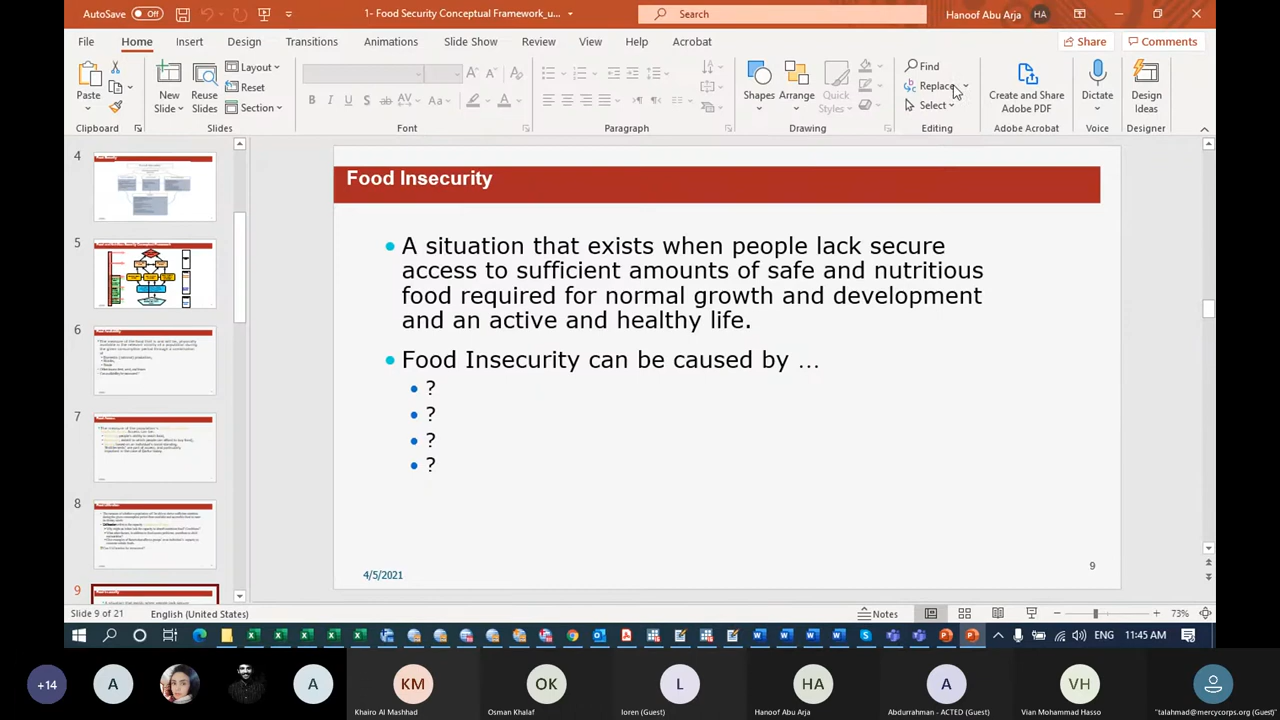 AutoSave Off 1- Food Security Conceptual Framework_u... Search Hanoof Abu Arja HA
File Home Insert Design Transitions Animations Slide Show Review View Help Acrobat Share Comments
Paste New Slide Reuse Slides Layout Reset Section Shapes Arrange Quick Styles Find Replace Select Create and Share Adobe PDF Dictate Design Ideas
Clipboard Slides Font Paragraph Drawing Editing Adobe Acrobat Voice Designer
4
5
6
7
8
9
Food Insecurity
• A situation that exists when people lack secure
access to sufficient amounts of safe and nutritious
food required for normal growth and development
and an active and healthy life.
• Food Insecurity can be caused by ...
• ?
• ?
• ?
• ?
4/5/2021
9
Slide 9 of 21 English (United States) Notes 73%
ENG 11:45 AM
+14 A A KM OK L HA A VH
Khairo Al Mashhad Osman Khalaf loren (Guest) Hanoof Abu Arja Abdurrahman - ACTED (Guest) Vian Mohammad Hasso "talahmad@mercycorps.org (Guest)"